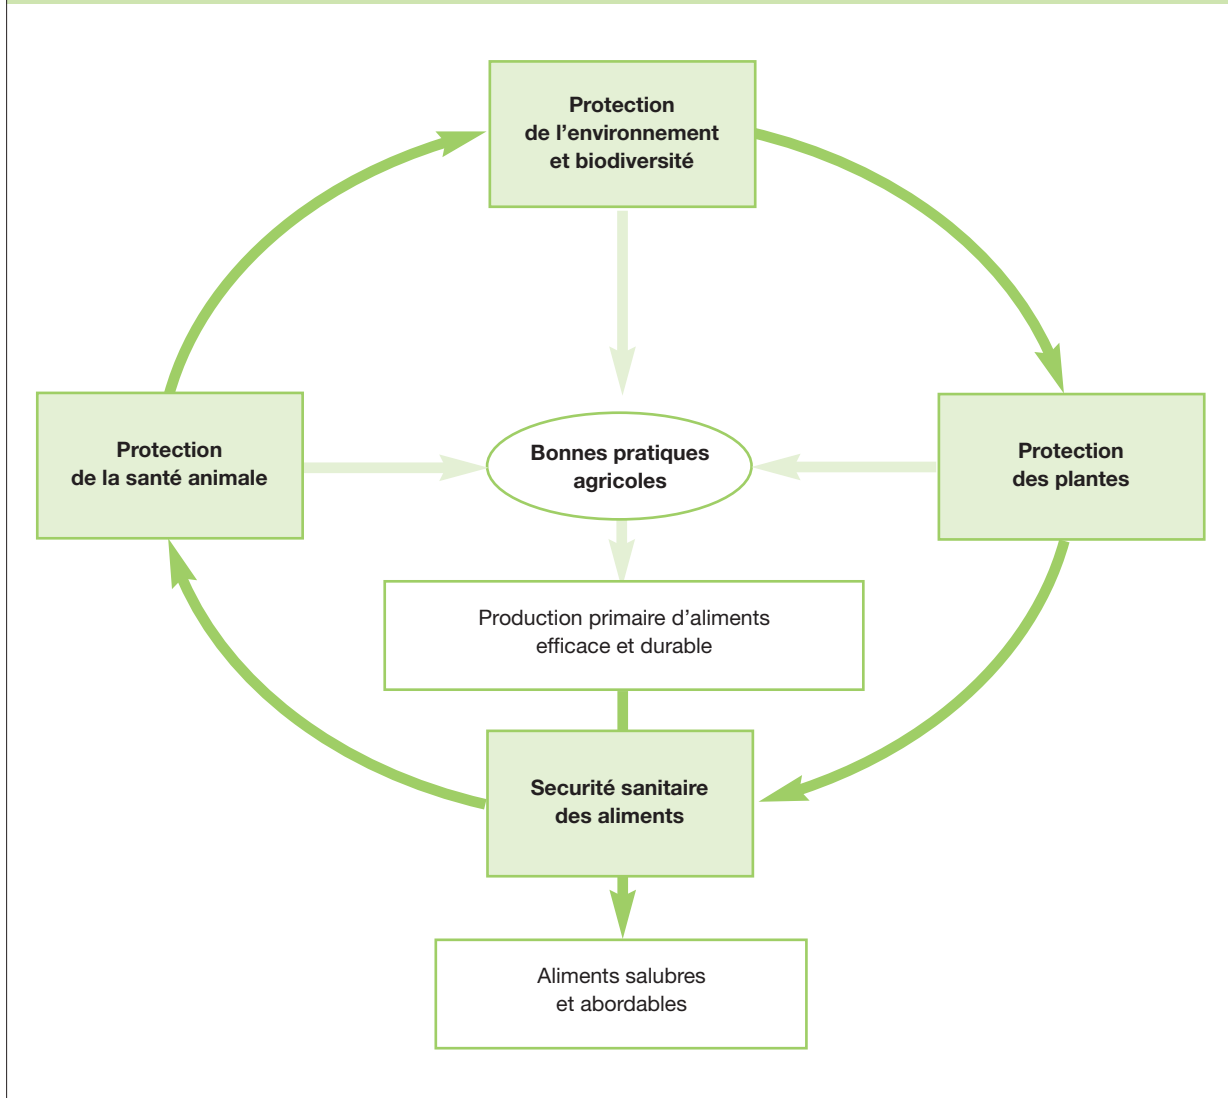 Protection
de l’environnement
et biodiversité
Protection
de la santé animale
Bonnes pratiques
agricoles
Protection
des plantes
Production primaire d’aliments
efficace et durable
Securité sanitaire
des aliments
Aliments salubres
et abordables